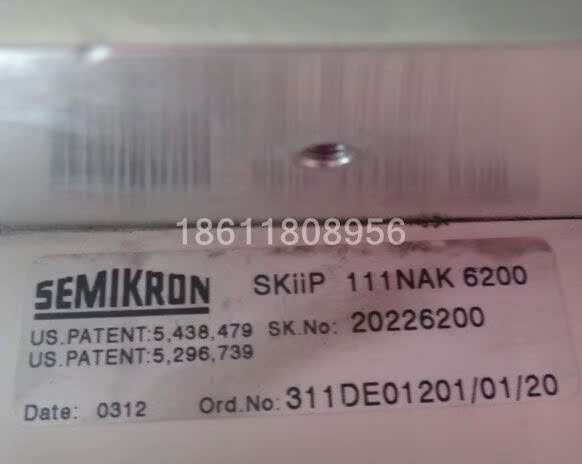 18611808956
SEMIKRON SKiiP 111NAK 6200
US.PATENT:5,438,479 SK.No: 20226200
US.PATENT:5,296,739
Date: 0312 Ord.No: 311DE01201/01/20